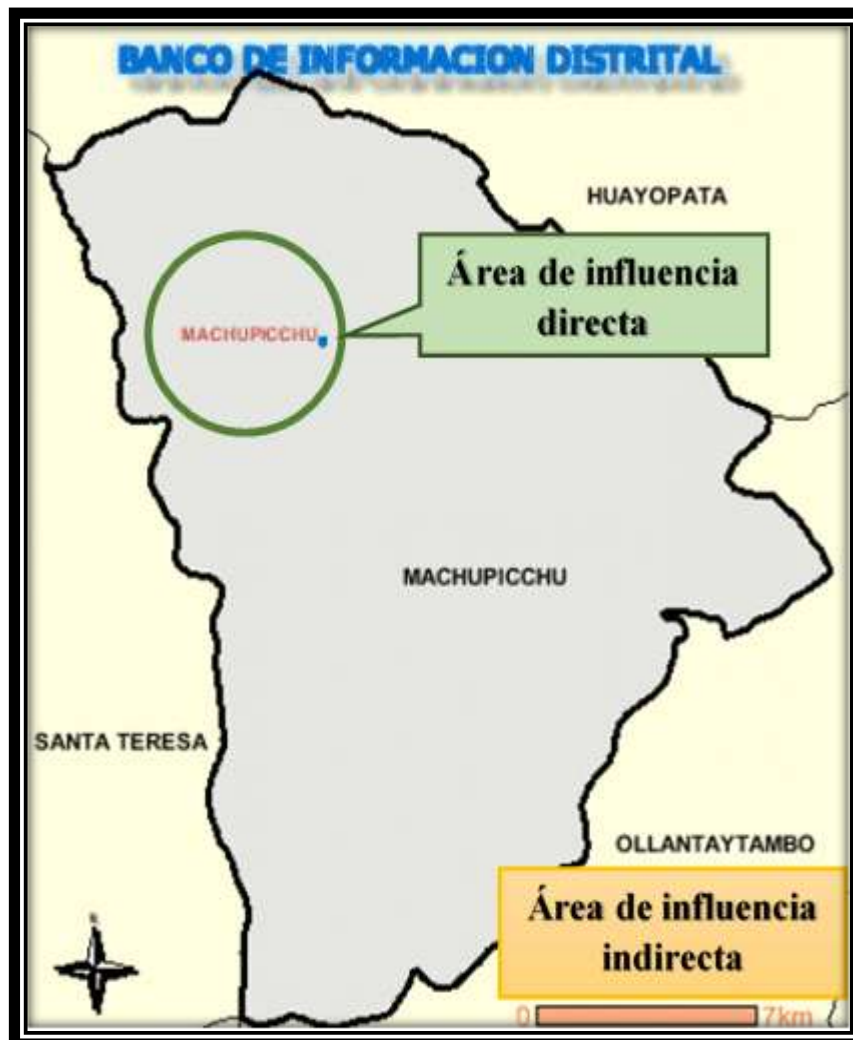 BANCO DE INFORMACION DISTRITAL
HUAYOPATA
Área de influencia
directa
MACHUPICCHU
MACHUPICCHU
SANTA TERESA
OLLANTAYTAMBO
Área de influencia
indirecta
0 7km